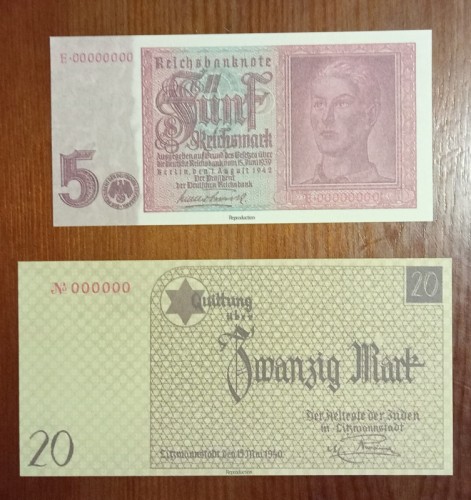 E·00000000
Reichsbanknote
Fünf
Reichsmark
Ausgegeben auf Grund des Gesetzes über
die Deutsche Reichsbank vom 15. Juni 1939
Berlin, den 1. August 1942
Der Präsident
der Deutschen Reichsbank
5
E·00000000
Reproduction
№ 000000
20
Quittung
über
Zwanzig Mark
Der Aelteste der Juden
in Litzmannstadt
20
Litzmannstadt, den 15. Mai 1940
Reproduction